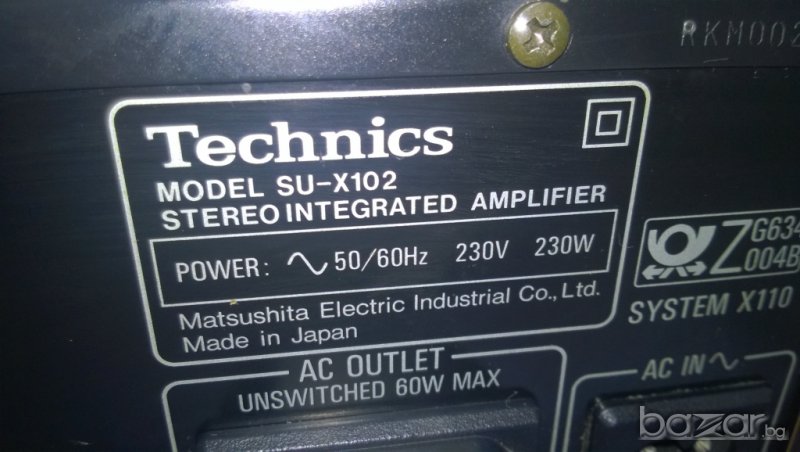 RKM002
Technics
MODEL SU-X102
STEREO INTEGRATED AMPLIFIER
POWER: 50/60Hz 230V 230W
Matsushita Electric Industrial Co., Ltd.
Made in Japan
Z G634
004B
SYSTEM X110
AC OUTLET
UNSWITCHED 60W MAX
AC IN
bazar.bg